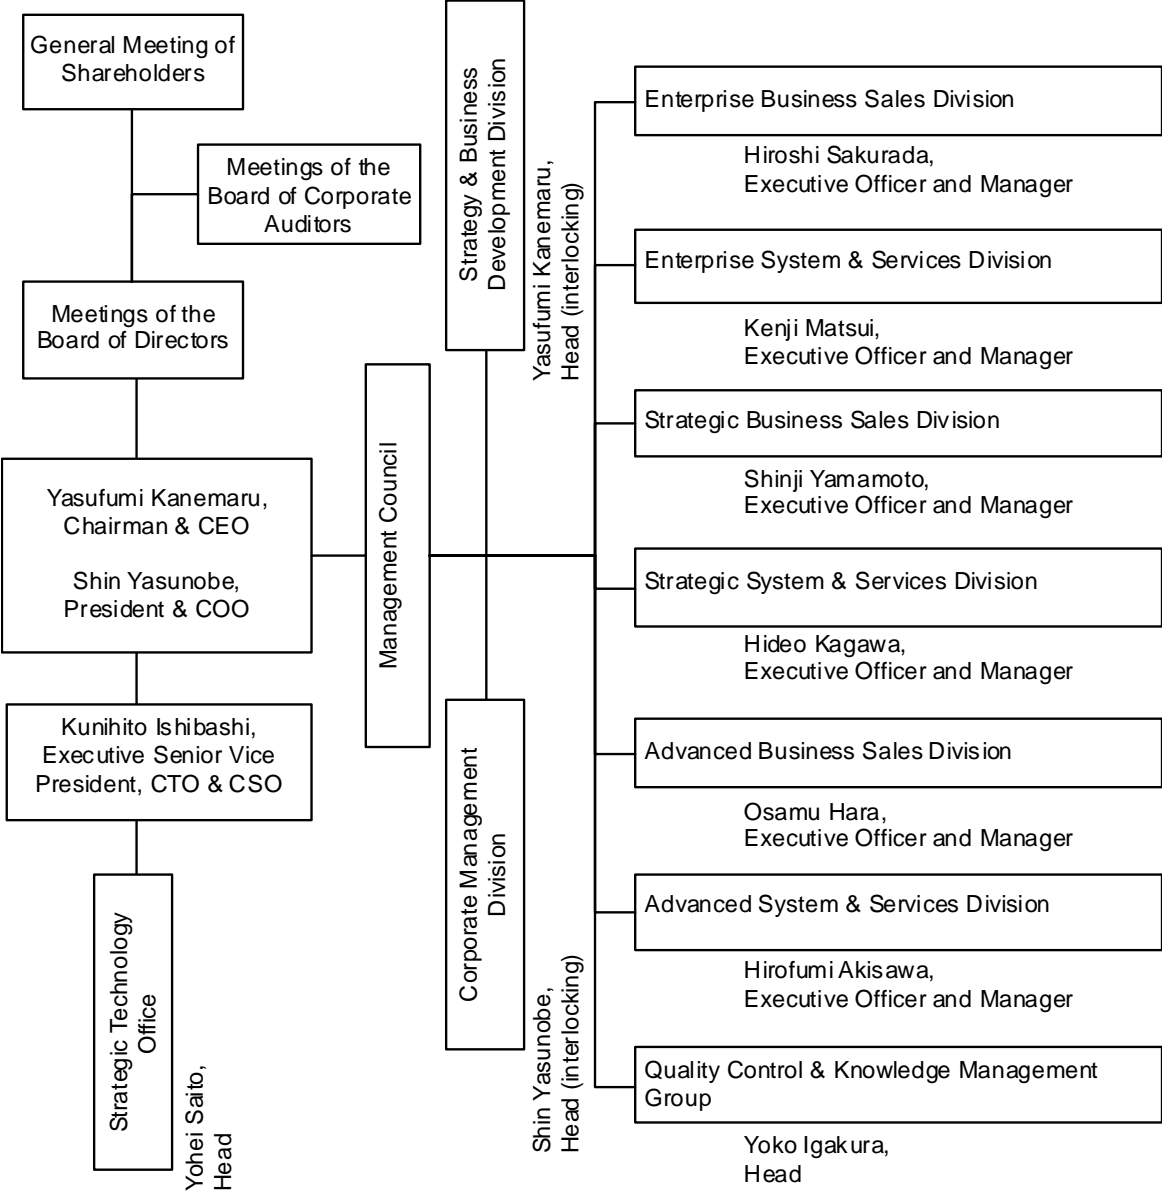 General Meeting of
Shareholders
Meetings of the
Board of Corporate
Auditors
Meetings of the
Board of Directors
Yasufumi Kanemaru,
Chairman & CEO
Shin Yasunobe,
President & COO
Kunihito Ishibashi,
Executive Senior Vice
President, CTO & CSO
Strategic Technology
Office
Yohei Saito,
Head
Management Council
Strategy & Business
Development Division
Yasufumi Kanemaru,
Head (interlocking)
Corporate Management
Division
Shin Yasunobe,
Head (interlocking)
Enterprise Business Sales Division
Hiroshi Sakurada,
Executive Officer and Manager
Enterprise System & Services Division
Kenji Matsui,
Executive Officer and Manager
Strategic Business Sales Division
Shinji Yamamoto,
Executive Officer and Manager
Strategic System & Services Division
Hideo Kagawa,
Executive Officer and Manager
Advanced Business Sales Division
Osamu Hara,
Executive Officer and Manager
Advanced System & Services Division
Hirofumi Akisawa,
Executive Officer and Manager
Quality Control & Knowledge Management
Group
Yoko Igakura,
Head